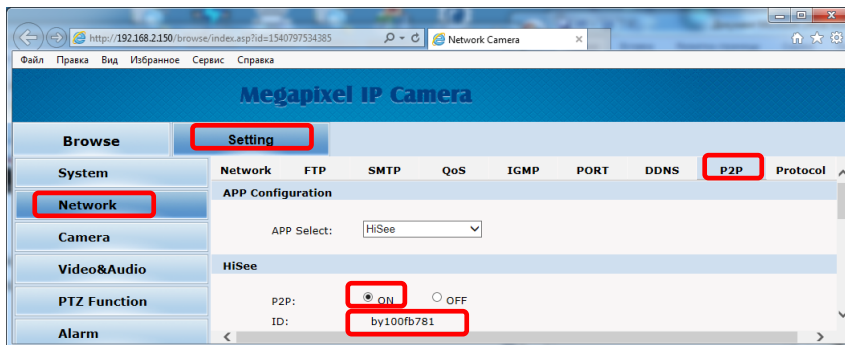 http://192.168.2.150/browse/index.asp?id=1540797534385
Network Camera
Файл Правка Вид Избранное Сервис Справка
Megapixel IP Camera
Browse Setting
System
Network
Camera
Video&Audio
PTZ Function
Alarm
Network FTP SMTP QoS IGMP PORT DDNS P2P Protocol
APP Configuration
APP Select: HiSee
HiSee
P2P: ON OFF
ID: by100fb781